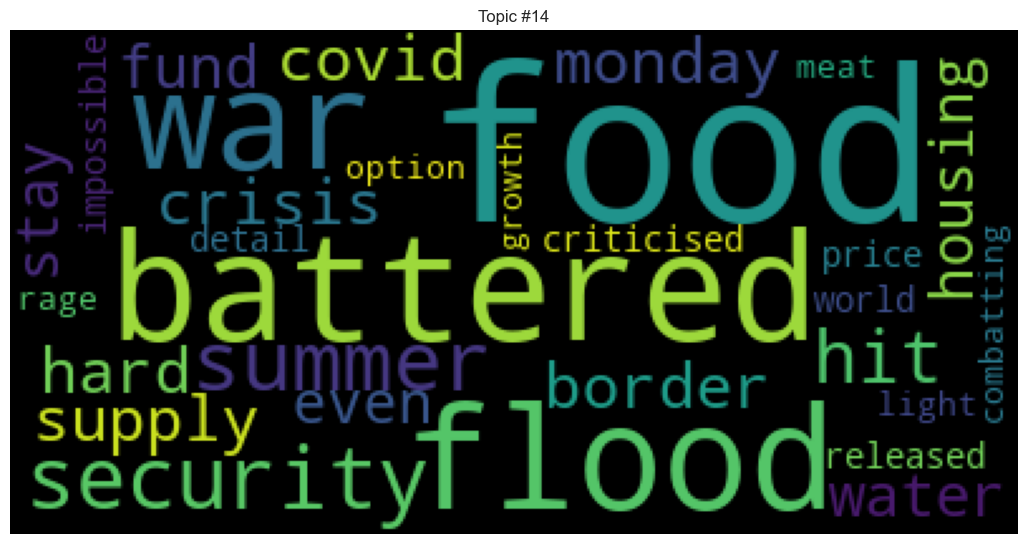 Topic #14
impossible
fund
covid
monday
meat
food
war
housing
stay
option
growth
crisis
detail
criticised
battered
price
combatting
rage
world
summer
hit
hard
even
border
light
supply
flood
security
released
water